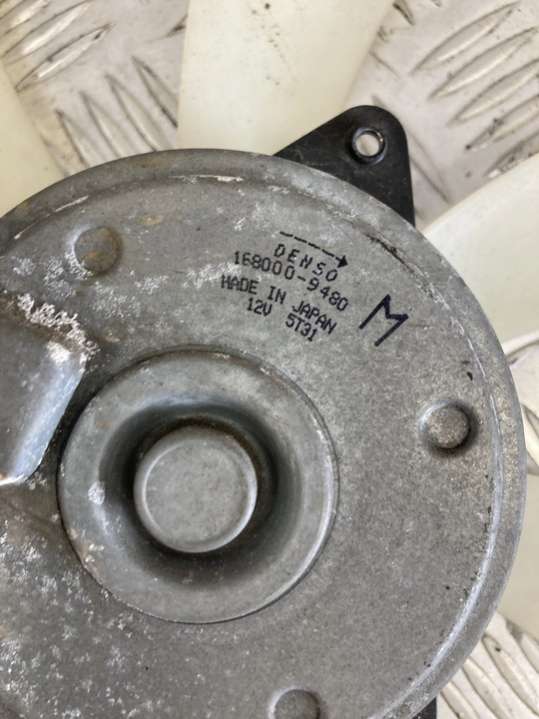 DENSO
168000-9480
MADE IN JAPAN
12V 5T31
M